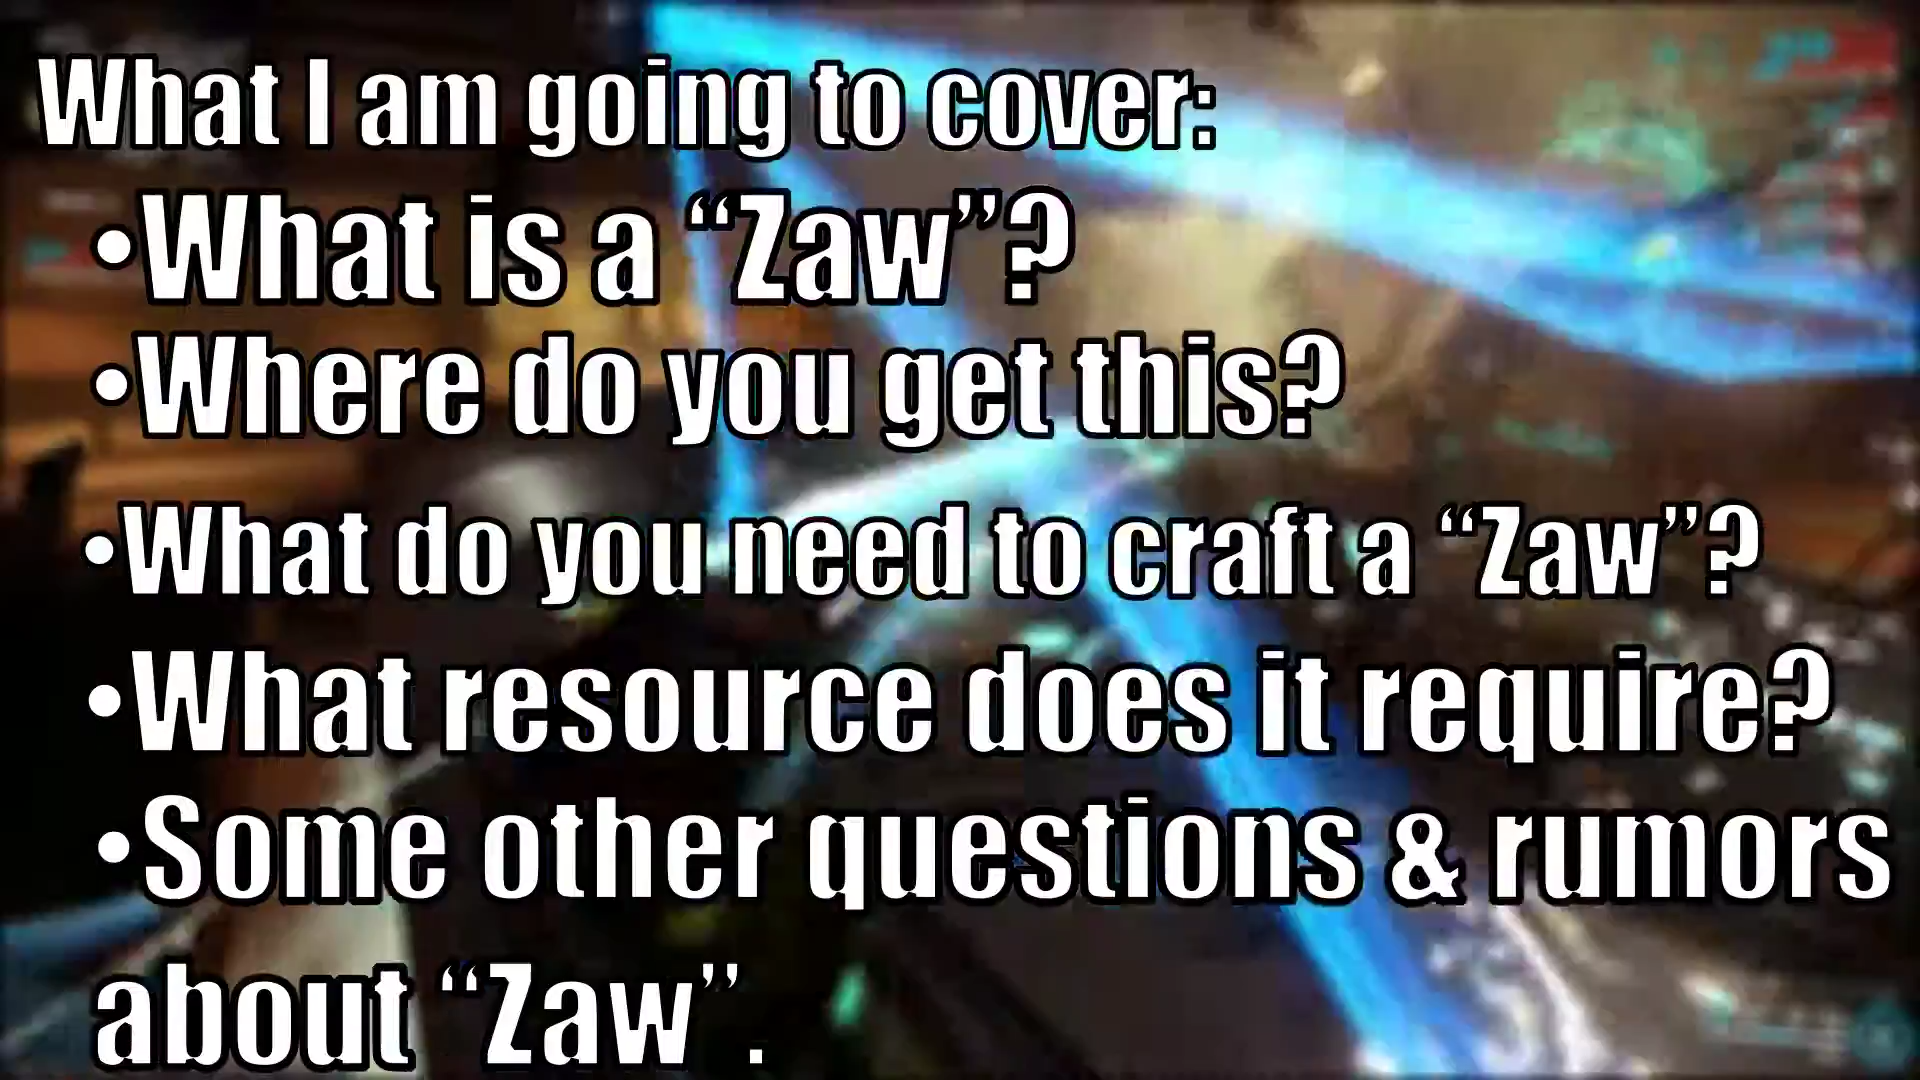 What I am going to cover:
•What is a “Zaw”?
•Where do you get this?
•What do you need to craft a “Zaw”?
•What resource does it require?
•Some other questions & rumors
about “Zaw”.